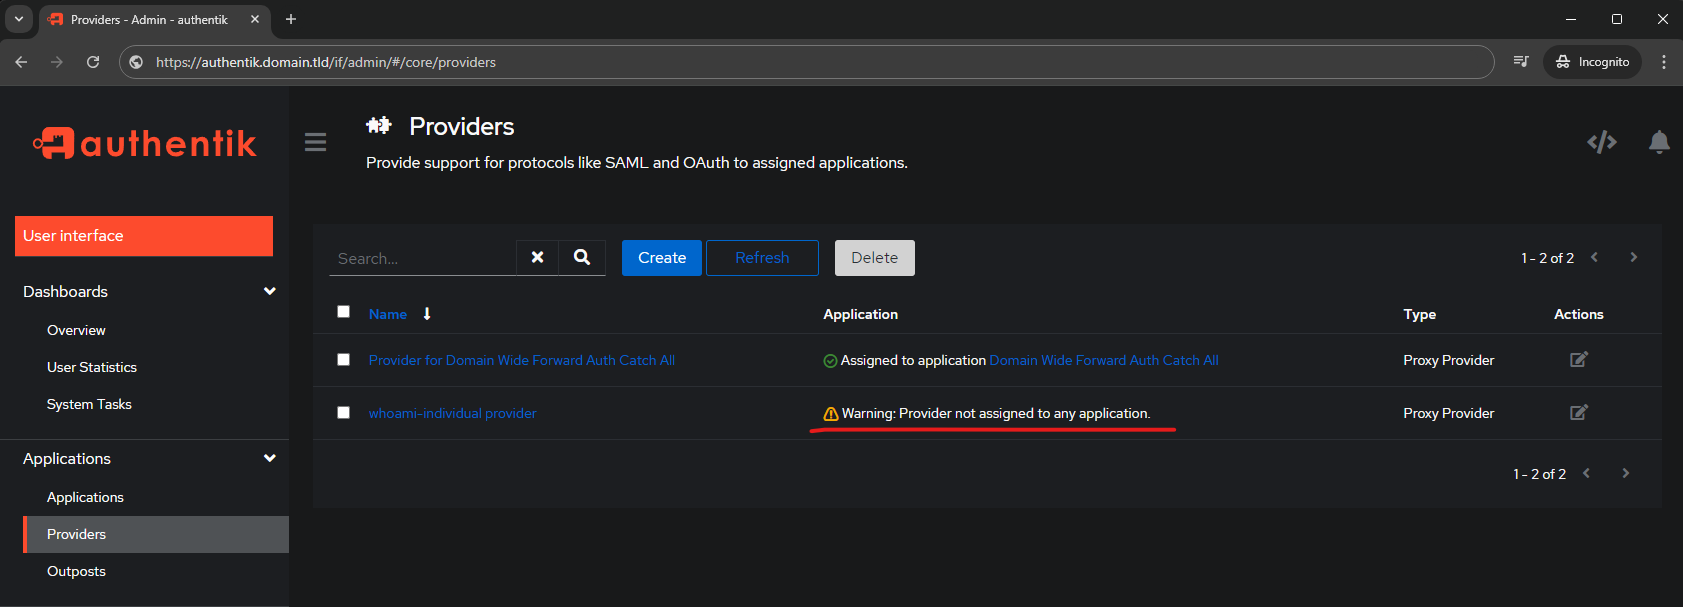 Providers - Admin - authentik
https://authentik.domain.tld/if/admin/#/core/providers
Incognito
authentik
Providers
Provide support for protocols like SAML and OAuth to assigned applications.
User interface
Search...
Create
Refresh
Delete
1 - 2 of 2
Dashboards
Overview
User Statistics
System Tasks
Name Application Type Actions
Provider for Domain Wide Forward Auth Catch All Assigned to application Domain Wide Forward Auth Catch All Proxy Provider
whoami-individual provider Warning: Provider not assigned to any application. Proxy Provider
1 - 2 of 2
Applications
Applications
Providers
Outposts